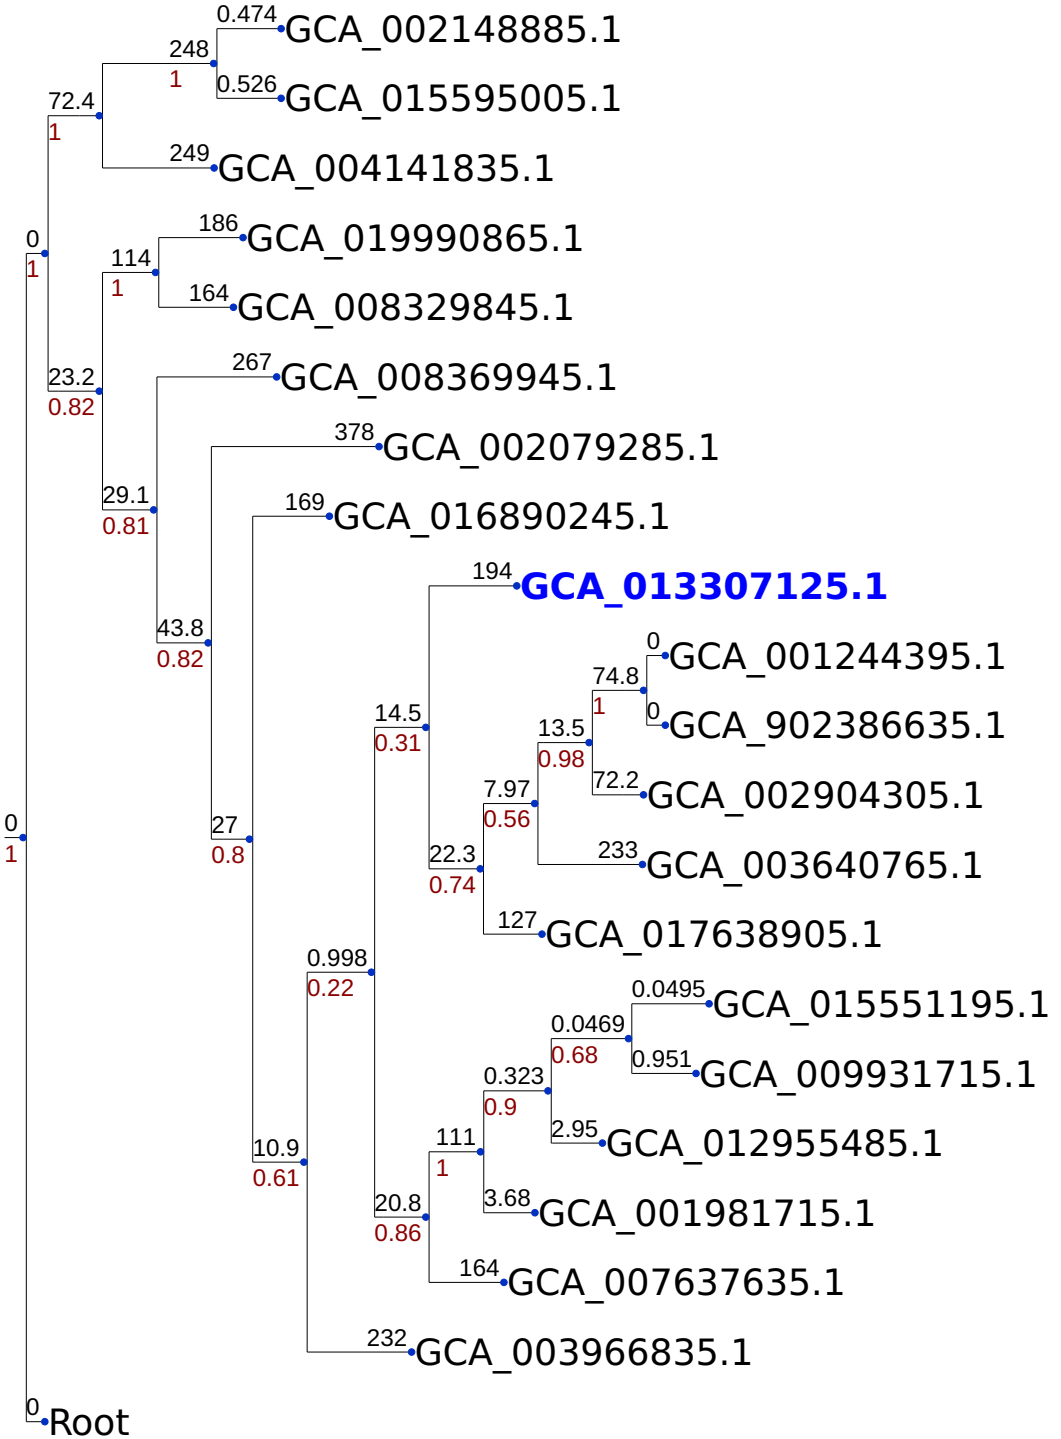 0.474
GCA_002148885.1
248
1
0.526
GCA_015595005.1
72.4
1
249
GCA_004141835.1
186
GCA_019990865.1
0
1
114
1
164
GCA_008329845.1
267
GCA_008369945.1
23.2
0.82
378
GCA_002079285.1
29.1
0.81
169
GCA_016890245.1
194
GCA_013307125.1
43.8
0.82
0
GCA_001244395.1
74.8
1
0
GCA_902386635.1
14.5
0.31
13.5
0.98
72.2
GCA_002904305.1
7.97
0.56
0
1
27
0.8
22.3
0.74
233
GCA_003640765.1
127
GCA_017638905.1
0.998
0.22
0.0495
GCA_015551195.1
0.0469
0.68
0.951
GCA_009931715.1
0.323
0.9
2.95
GCA_012955485.1
111
1
10.9
0.61
3.68
GCA_001981715.1
20.8
0.86
164
GCA_007637635.1
232
GCA_003966835.1
0
Root